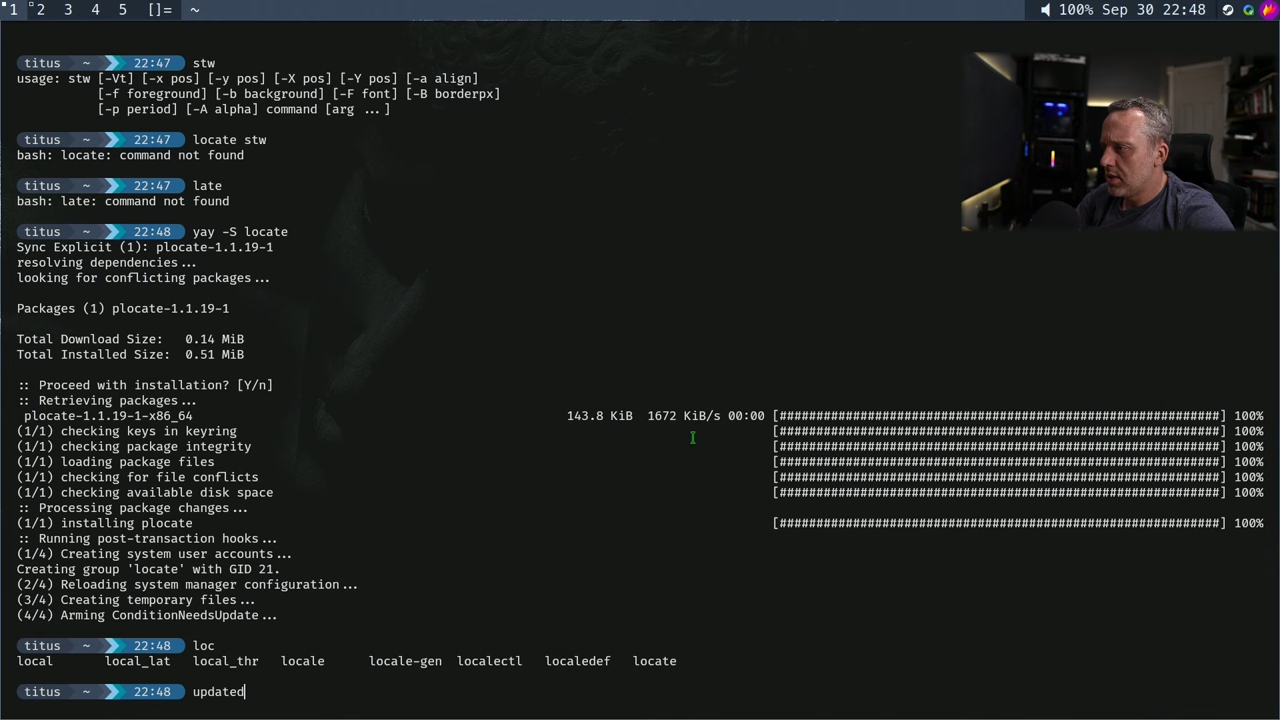 1 2 3 4 5 []= ~ 100% Sep 30 22:48
titus ~ 22:47 stw
usage: stw [-Vt] [-x pos] [-y pos] [-X pos] [-Y pos] [-a align]
[-f foreground] [-b background] [-F font] [-B borderpx]
[-p period] [-A alpha] command [arg ...]
titus ~ 22:47 locate stw
bash: locate: command not found
titus ~ 22:47 late
bash: late: command not found
titus ~ 22:48 yay -S locate
Sync Explicit (1): plocate-1.1.19-1
resolving dependencies...
looking for conflicting packages...
Packages (1) plocate-1.1.19-1
Total Download Size: 0.14 MiB
Total Installed Size: 0.51 MiB
:: Proceed with installation? [Y/n]
:: Retrieving packages...
plocate-1.1.19-1-x86_64 143.8 KiB 1672 KiB/s 00:00 [############################################################] 100%
(1/1) checking keys in keyring [############################################################] 100%
(1/1) checking package integrity [############################################################] 100%
(1/1) loading package files [############################################################] 100%
(1/1) checking for file conflicts [############################################################] 100%
(1/1) checking available disk space [############################################################] 100%
:: Processing package changes...
(1/1) installing plocate [############################################################] 100%
:: Running post-transaction hooks...
(1/4) Creating system user accounts...
Creating group 'locate' with GID 21.
(2/4) Reloading system manager configuration...
(3/4) Creating temporary files...
(4/4) Arming ConditionNeedsUpdate...
titus ~ 22:48 loc
local local_lat local_thr locale locale-gen localectl localedef locate
titus ~ 22:48 updated